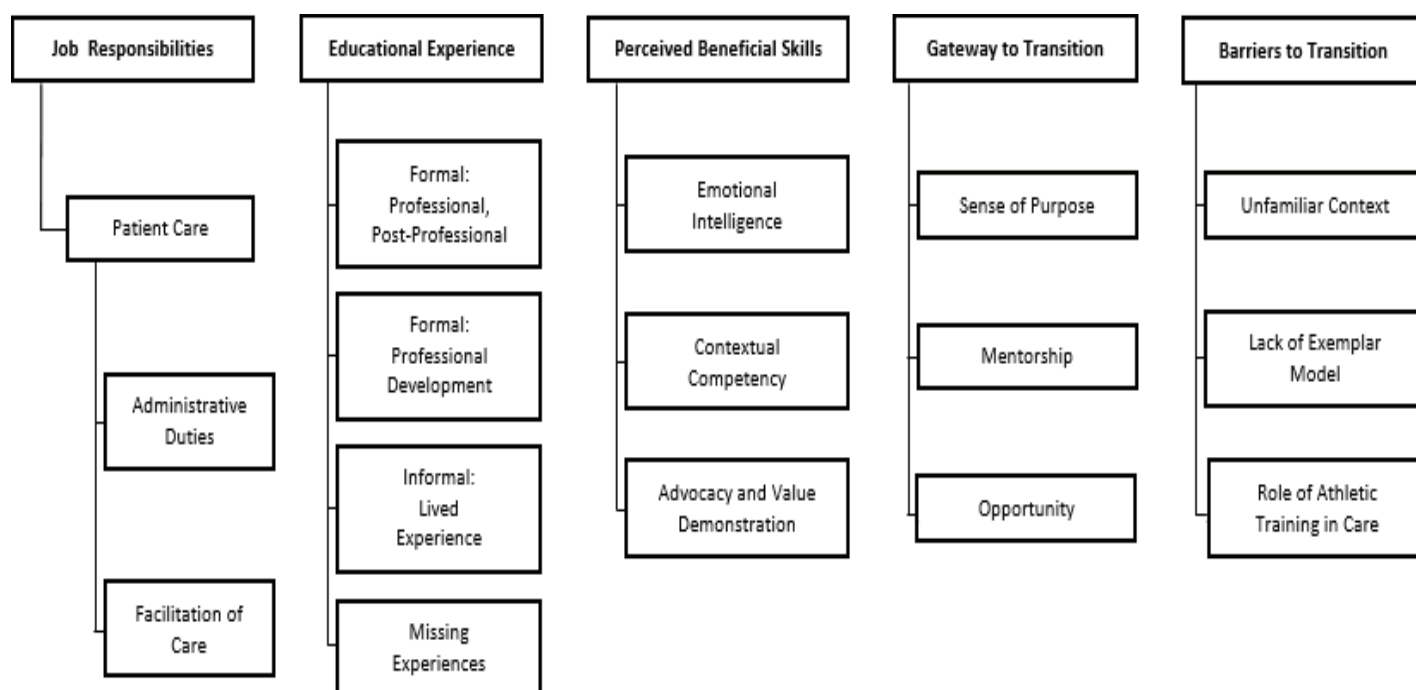 Job Responsibilities
Patient Care
Administrative
Duties
Facilitation of
Care
Educational Experience
Formal:
Professional,
Post-Professional
Formal:
Professional
Development
Informal:
Lived
Experience
Missing
Experiences
Perceived Beneficial Skills
Emotional
Intelligence
Contextual
Competency
Advocacy and Value
Demonstration
Gateway to Transition
Sense of Purpose
Mentorship
Opportunity
Barriers to Transition
Unfamiliar Context
Lack of Exemplar
Model
Role of Athletic
Training in Care